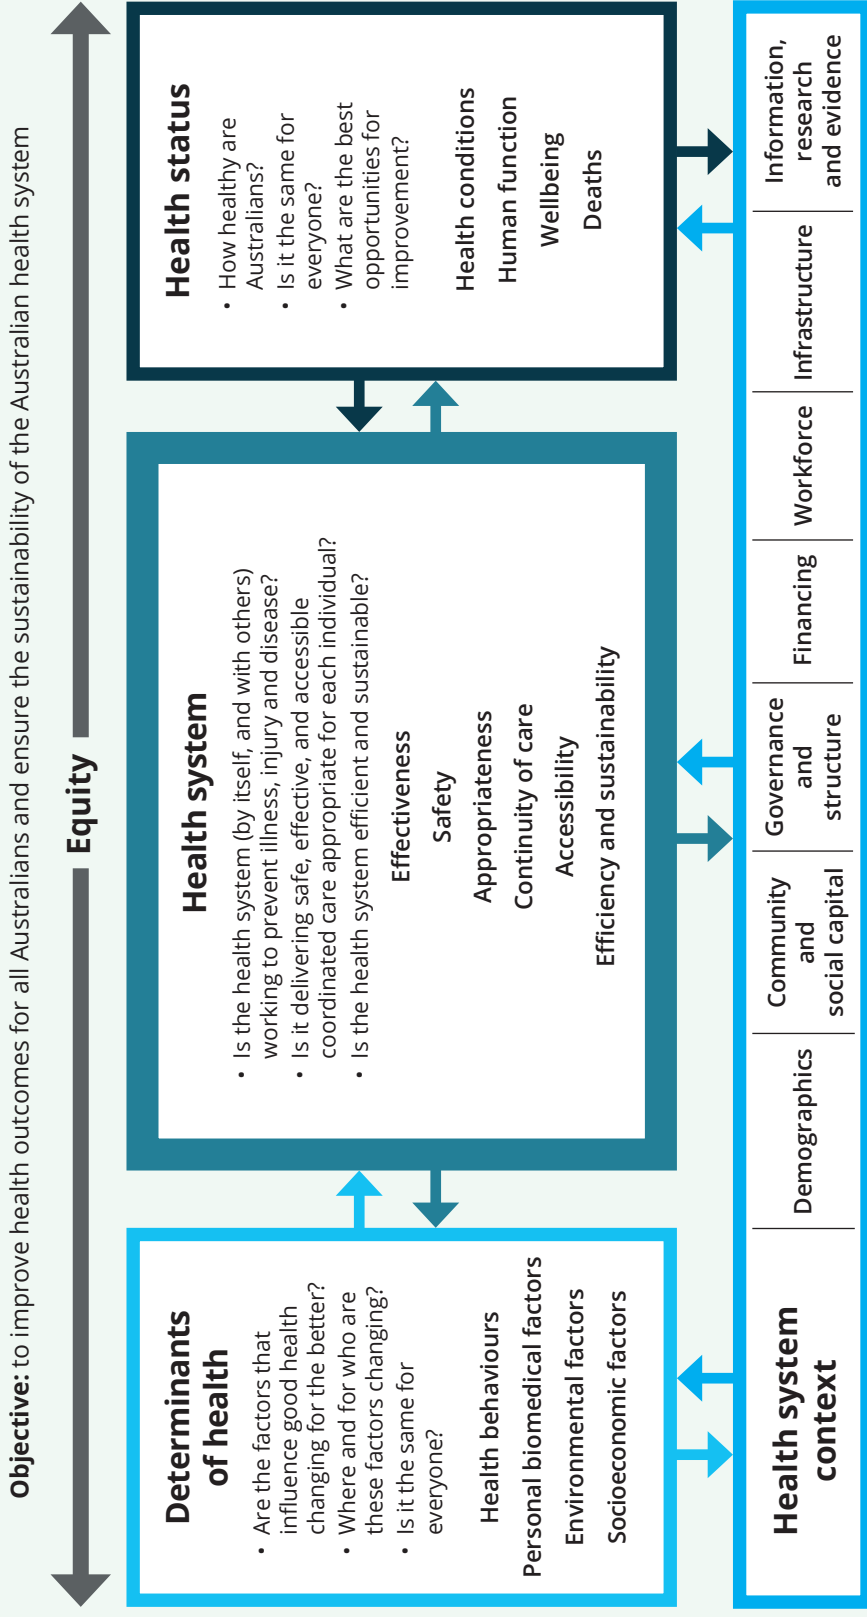 Objective: to improve health outcomes for all Australians and ensure the sustainability of the Australian health system
Equity
Determinants
of health
• Are the factors that
influence good health
changing for the better?
• Where and for who are
these factors changing?
• Is it the same for
everyone?
Health behaviours
Personal biomedical factors
Environmental factors
Socioeconomic factors
Health system
• Is the health system (by itself, and with others)
working to prevent illness, injury and disease?
• Is it delivering safe, effective, and accessible
coordinated care appropriate for each individual?
• Is the health system efficient and sustainable?
Effectiveness
Safety
Appropriateness
Continuity of care
Accessibility
Efficiency and sustainability
Health status
• How healthy are
Australians?
• Is it the same for
everyone?
• What are the best
opportunities for
improvement?
Health conditions
Human function
Wellbeing
Deaths
Health system
context
Demographics
Community
and
social capital
Governance
and
structure
Financing
Workforce
Infrastructure
Information,
research
and evidence